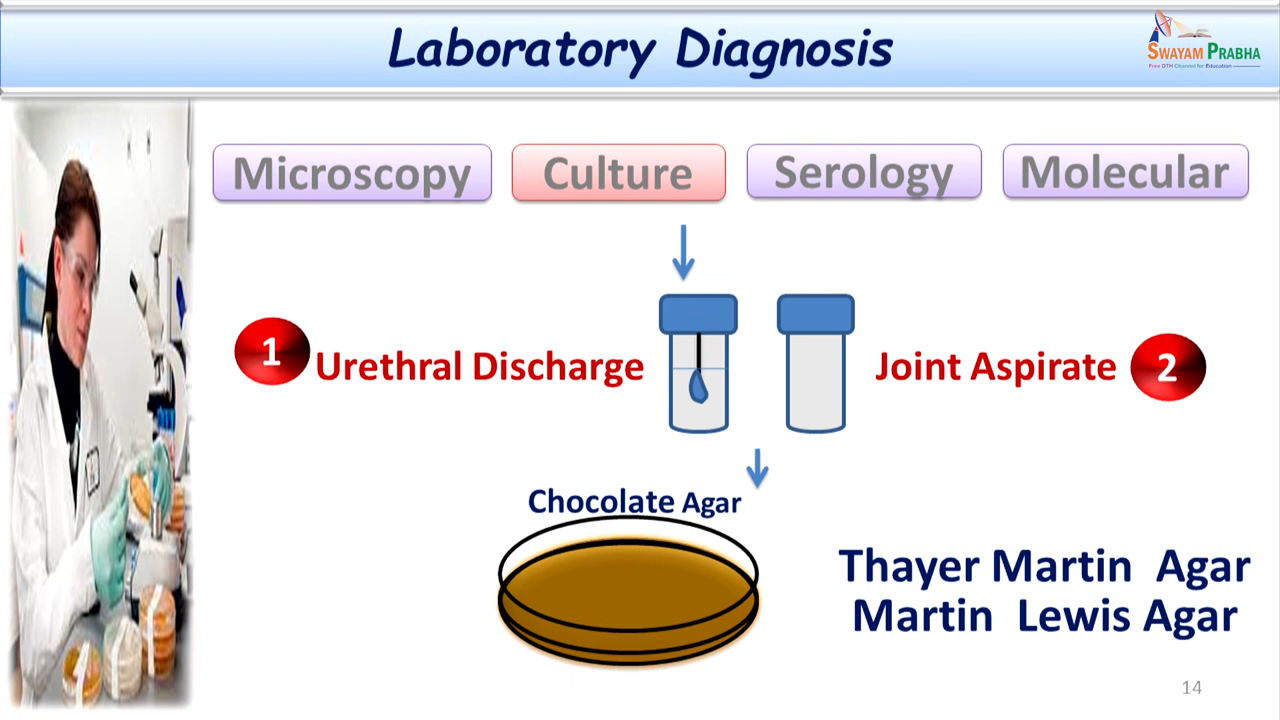 Laboratory Diagnosis
SWAYAM PRABHA
Free DTH Channel for Education
Microscopy
Culture
Serology
Molecular
1
Urethral Discharge
Joint Aspirate
2
Chocolate Agar
Thayer Martin Agar
Martin Lewis Agar
14